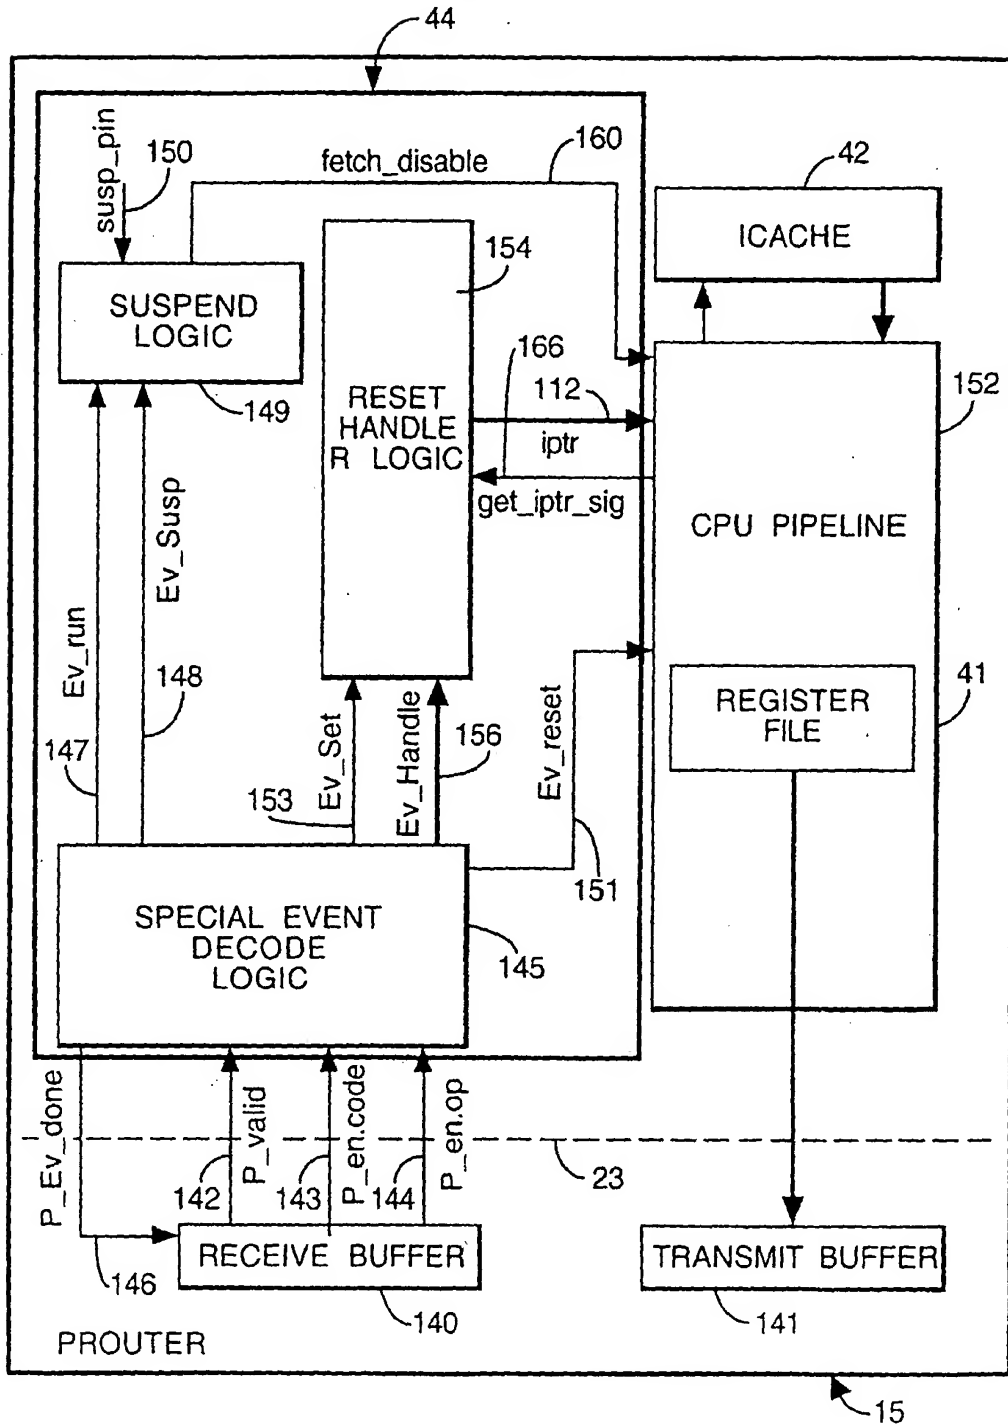 44
susp_pin
150
fetch_disable
160
42
ICACHE
154
SUSPEND
LOGIC
149
166
112
iptr
get_iptr_sig
RESET
HANDLE
R LOGIC
152
CPU PIPELINE
Ev_run
Ev_Susp
147
148
153
Ev_Set
Ev_Handle
156
Ev_reset
151
41
REGISTER
FILE
SPECIAL EVENT
DECODE
LOGIC
145
P_Ev_done
142
P_valid
143
P_en.code
144
P_en.op
23
146
RECEIVE BUFFER
140
TRANSMIT BUFFER
141
PROUTER
15